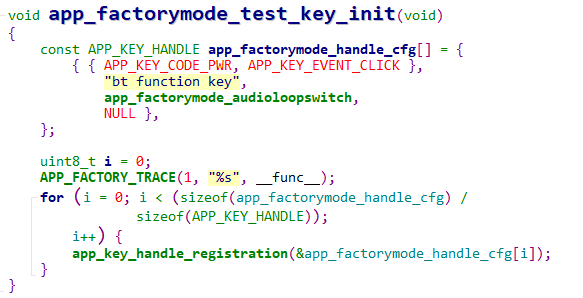 void app_factorymode_test_key_init(void)
{
    const APP_KEY_HANDLE app_factorymode_handle_cfg[] = {
        { { APP_KEY_CODE_PWR, APP_KEY_EVENT_CLICK },
            "bt function key",
            app_factorymode_audioloopswitch,
            NULL },
    };

    uint8_t i = 0;
    APP_FACTORY_TRACE(1, "%s", __func__);
    for (i = 0; i < (sizeof(app_factorymode_handle_cfg) /
                sizeof(APP_KEY_HANDLE));
        i++) {
        app_key_handle_registration(&app_factorymode_handle_cfg[i]);
    }
}